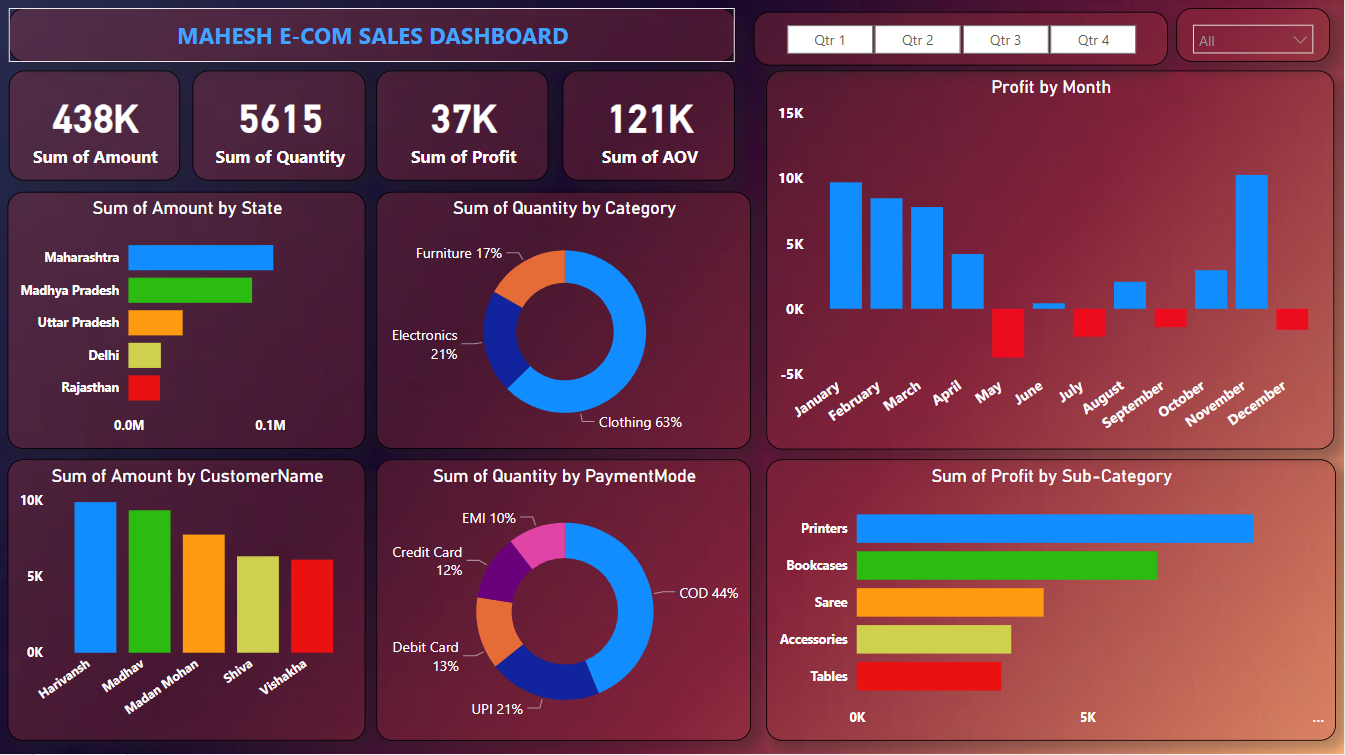 MAHESH E-COM SALES DASHBOARD
Qtr 1
Qtr 2
Qtr 3
Qtr 4
All
438K
Sum of Amount
5615
Sum of Quantity
37K
Sum of Profit
121K
Sum of AOV
Profit by Month
15K
10K
5K
0K
-5K
January
February
March
April
May
June
July
August
September
October
November
December
Sum of Amount by State
Maharashtra
Madhya Pradesh
Uttar Pradesh
Delhi
Rajasthan
0.0M
0.1M
Sum of Quantity by Category
Furniture 17%
Electronics
21%
Clothing 63%
Sum of Amount by CustomerName
10K
5K
0K
Harivansh
Madhav
Madan Mohan
Shiva
Vishakha
Sum of Quantity by PaymentMode
EMI 10%
Credit Card
12%
COD 44%
Debit Card
13%
UPI 21%
Sum of Profit by Sub-Category
Printers
Bookcases
Saree
Accessories
Tables
0K
5K
...